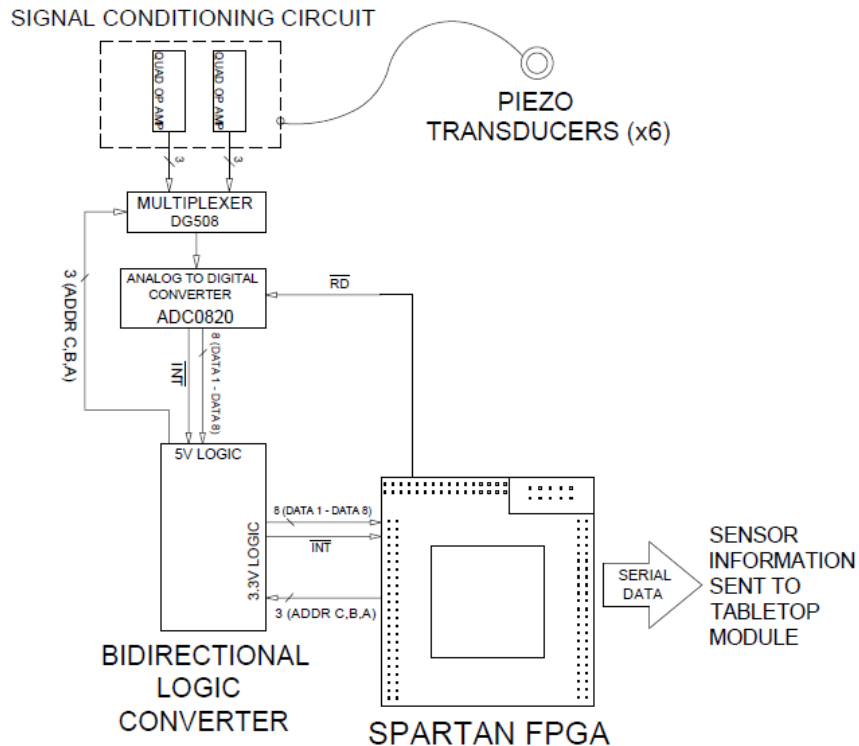 SIGNAL CONDITIONING CIRCUIT
QUAD OP AMP
QUAD OP AMP
PIEZO
TRANSDUCERS (x6)
3
3
MULTIPLEXER
DG508
3 (ADDR C,B,A)
ANALOG TO DIGITAL
CONVERTER
ADC0820
RD
INT
8 (DATA 1 - DATA 8)
5V LOGIC
3.3V LOGIC
8 (DATA 1 - DATA 8)
INT
3 (ADDR C,B,A)
BIDIRECTIONAL
LOGIC
CONVERTER
SPARTAN FPGA
SERIAL
DATA
SENSOR
INFORMATION
SENT TO
TABLETOP
MODULE